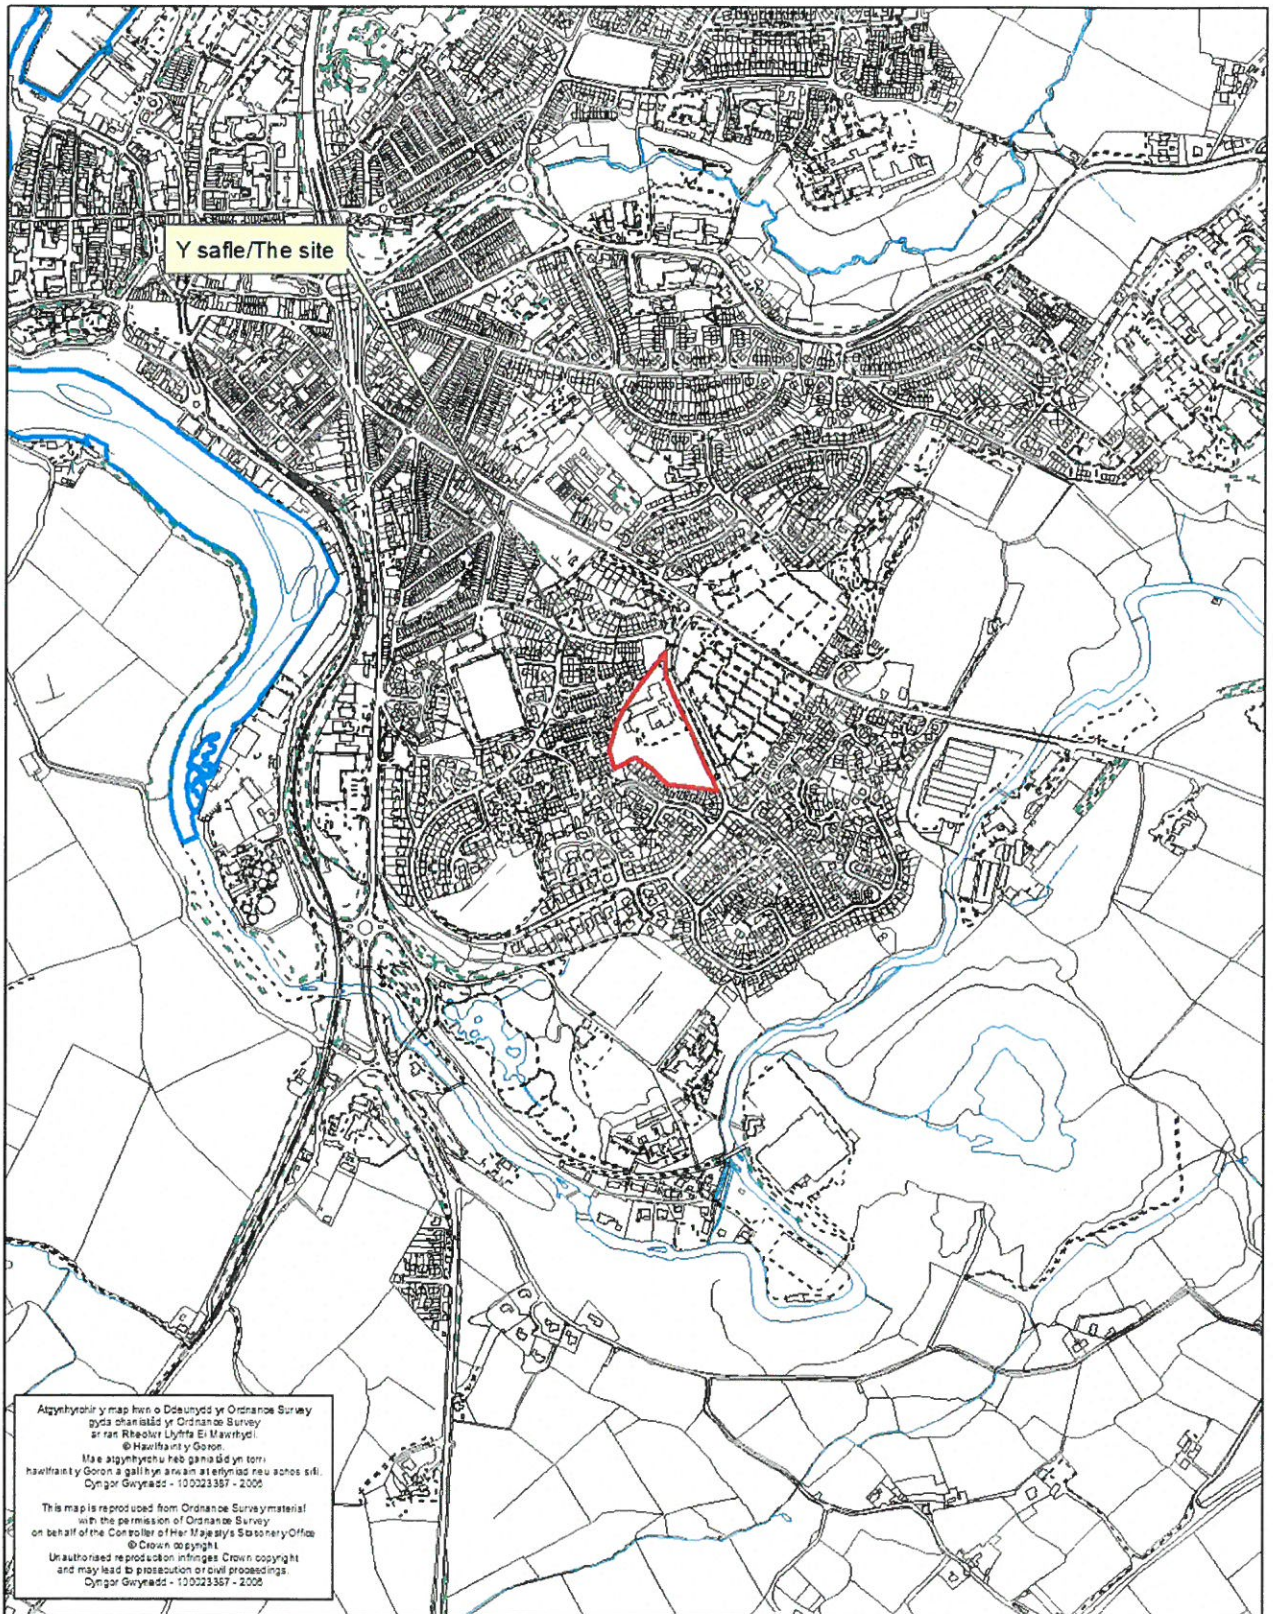 Y safle/The site
Atgynhyrchir y map hwn o Ddeunydd yr Ordnance Survey
gyda chaniatâd yr Ordnance Survey
ar ran Rheolwr Llyfrfa Ei Mawrhydi.
© Hawlfraint y Goron.
Mae atgynhyrchu heb ganiatâd yn torri
hawlfraint y Goron a gall hyn arwain at erlyniad neu achos sifil.
Cyngor Gwynedd - 100023387 - 2006
This map is reproduced from Ordnance Survey material
with the permission of Ordnance Survey
on behalf of the Controller of Her Majesty's Stationery Office
© Crown copyright.
Unauthorised reproduction infringes Crown copyright
and may lead to prosecution or civil proceedings.
Cyngor Gwynedd - 100023387 - 2006